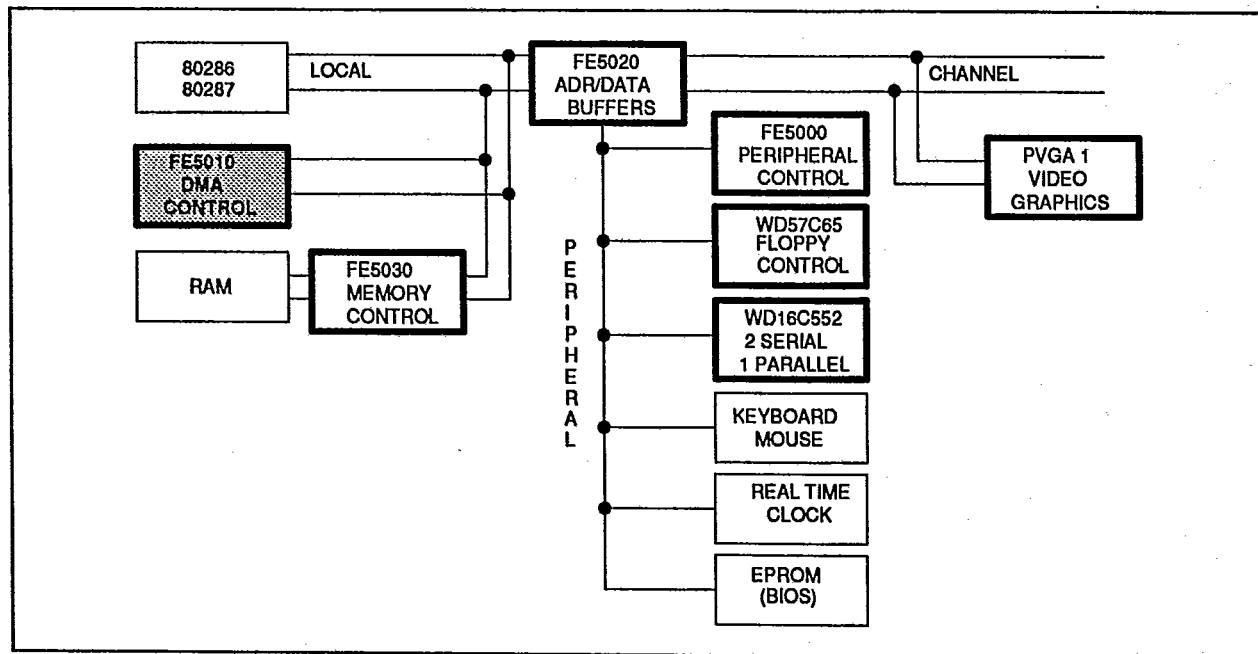 80286
80287
LOCAL
FE5020
ADR/DATA
BUFFERS
CHANNEL
FE5010
DMA
CONTROL
FE5000
PERIPHERAL
CONTROL
PVGA 1
VIDEO
GRAPHICS
RAM
FE5030
MEMORY
CONTROL
PERIPHERAL
WD57C65
FLOPPY
CONTROL
WD16C552
2 SERIAL
1 PARALLEL
KEYBOARD
MOUSE
REAL TIME
CLOCK
EPROM
(BIOS)